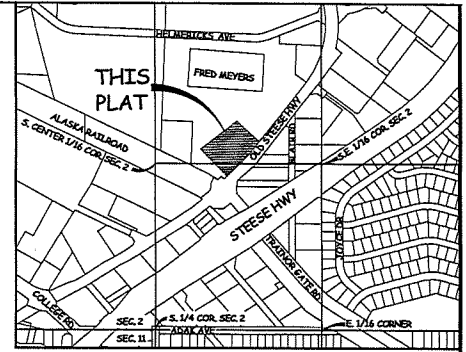 HELMERICKS AVE
FRED MEYERS
THIS
PLAT
OLD STEESE HWY
ALASKA RAILROAD
S. CENTER 1/16 COR. SEC. 2
S.E. 1/16 COR. SEC. 2
STEESE HWY
JOYCE DR
TRAINOR GATE RD
COLLEGE RD
SEC. 2
S. 1/4 COR. SEC. 2
E. 1/16 CORNER
ADAK AVE
SEC. 11